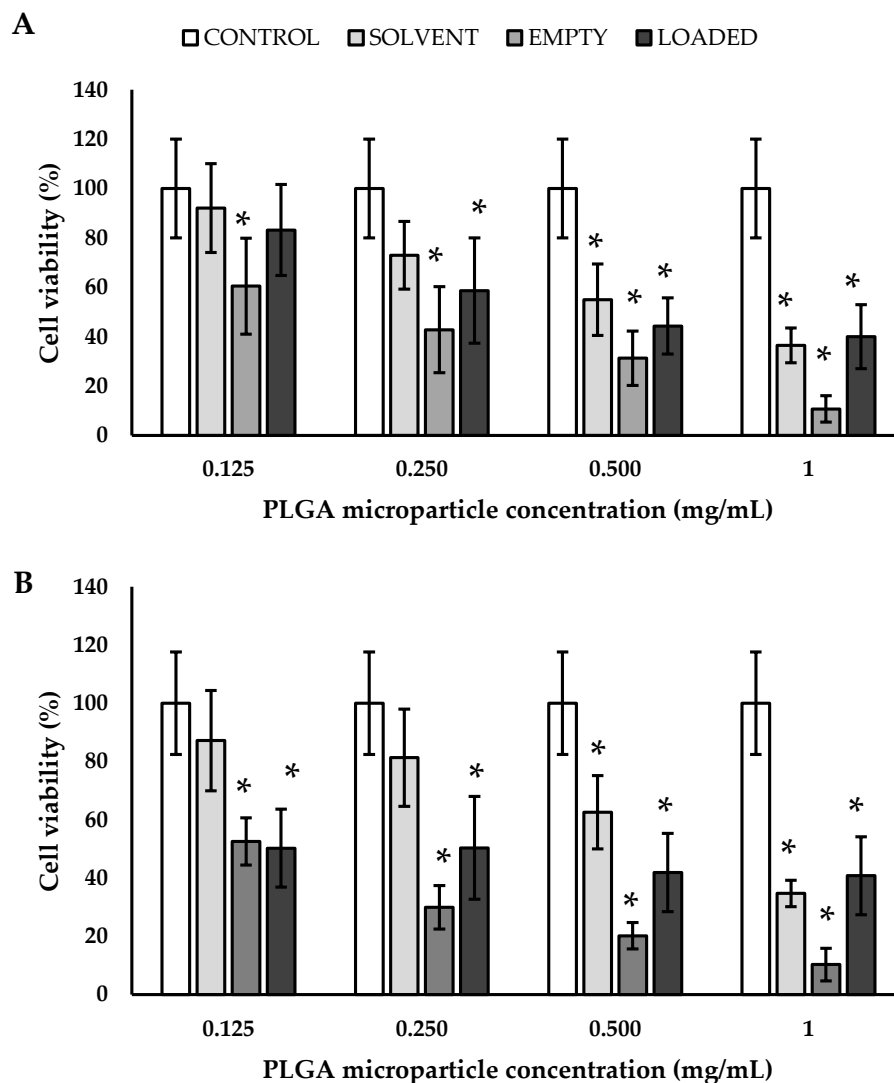 A
CONTROL SOLVENT EMPTY LOADED
140
120
100
80
60
40
20
0
Cell viability (%)
* * * * * * * * *
0.125 0.250 0.500 1
PLGA microparticle concentration (mg/mL)
B
140
120
100
80
60
40
20
0
Cell viability (%)
* * * * * * * * * *
0.125 0.250 0.500 1
PLGA microparticle concentration (mg/mL)